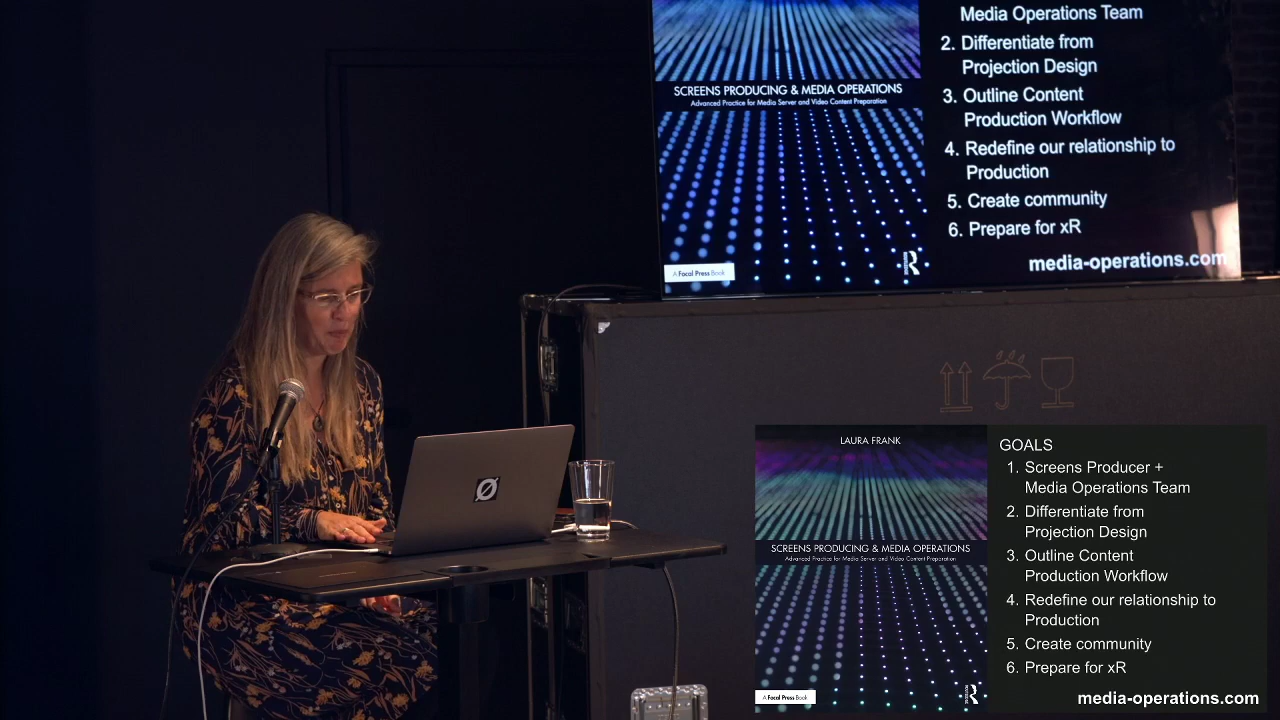 Media Operations Team
2. Differentiate from
Projection Design
3. Outline Content
Production Workflow
4. Redefine our relationship to
Production
5. Create community
6. Prepare for xR
media-operations.com
SCREENS PRODUCING & MEDIA OPERATIONS
Advanced Practice for Media Server and Video Content Preparation
A Focal Press Book
R
LAURA FRANK
SCREENS PRODUCING & MEDIA OPERATIONS
Advanced Practice for Media Server and Video Content Preparation
A Focal Press Book
R
GOALS
1. Screens Producer +
Media Operations Team
2. Differentiate from
Projection Design
3. Outline Content
Production Workflow
4. Redefine our relationship to
Production
5. Create community
6. Prepare for xR
media-operations.com